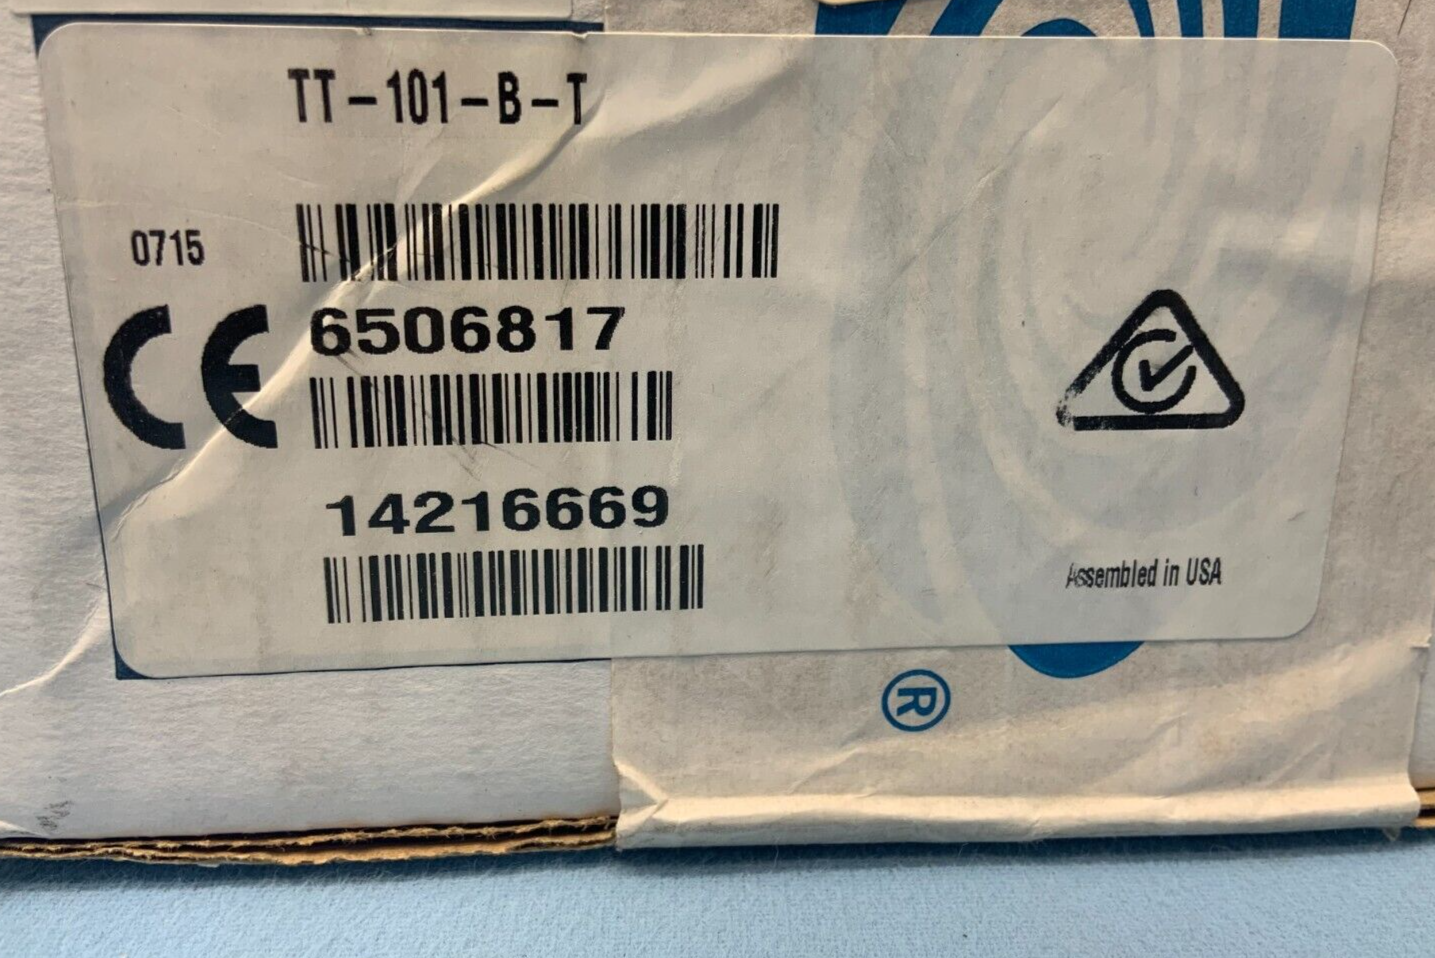 TT-101-B-T
0715
CE
6506817
14216669
Assembled in USA
®